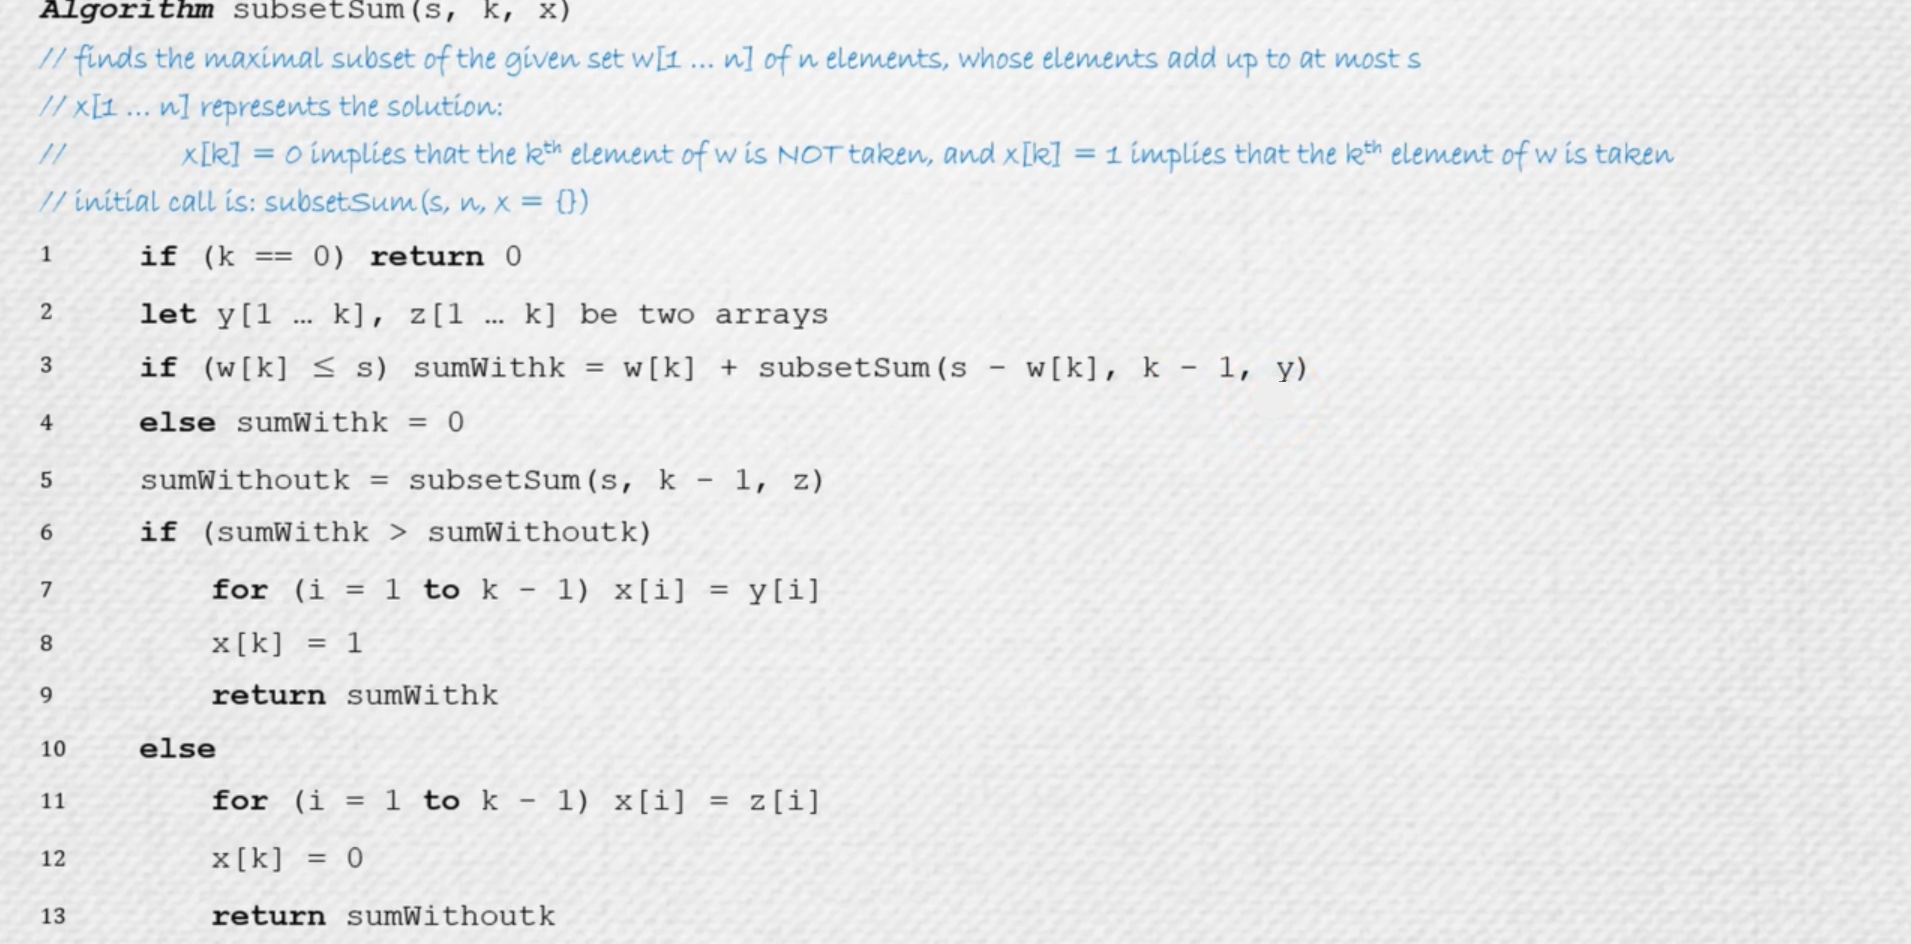 Algorithm subsetSum(s, k, x)
// finds the maximal subset of the given set w[1 … n] of n elements, whose elements add up to at most s
// x[1 … n] represents the solution:
// x[k] = 0 implies that the kth element of w is NOT taken, and x[k] = 1 implies that the kth element of w is taken
// initial call is: subsetSum(s, n, x = {})
1 if (k == 0) return 0
2 let y[1 … k], z[1 … k] be two arrays
3 if (w[k] ≤ s) sumWithk = w[k] + subsetSum(s - w[k], k - 1, y)
4 else sumWithk = 0
5 sumWithoutk = subsetSum(s, k - 1, z)
6 if (sumWithk > sumWithoutk)
7 for (i = 1 to k - 1) x[i] = y[i]
8 x[k] = 1
9 return sumWithk
10 else
11 for (i = 1 to k - 1) x[i] = z[i]
12 x[k] = 0
13 return sumWithoutk